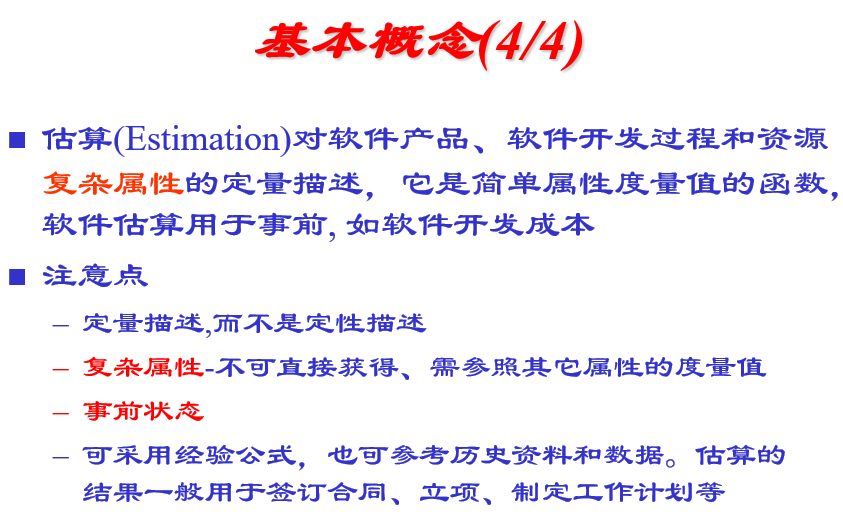 基本概念(4/4)
■ 估算(Estimation)对软件产品、软件开发过程和资源
复杂属性的定量描述，它是简单属性度量值的函数，
软件估算用于事前, 如软件开发成本
■ 注意点
– 定量描述,而不是定性描述
– 复杂属性-不可直接获得、需参照其它属性的度量值
– 事前状态
– 可采用经验公式，也可参考历史资料和数据。估算的
结果一般用于签订合同、立项、制定工作计划等